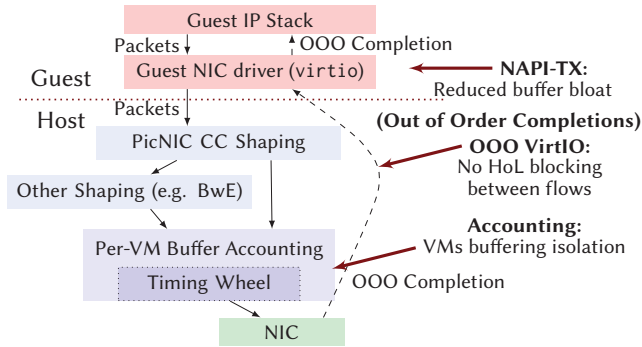 Guest IP Stack
Packets
OOO Completion
Guest NIC driver (virtio)
NAPI-TX:
Reduced buffer bloat
Guest
Host
Packets
(Out of Order Completions)
PicNIC CC Shaping
OOO VirtIO:
No HoL blocking
between flows
Other Shaping (e.g. BwE)
Accounting:
VMs buffering isolation
Per-VM Buffer Accounting
Timing Wheel
OOO Completion
NIC